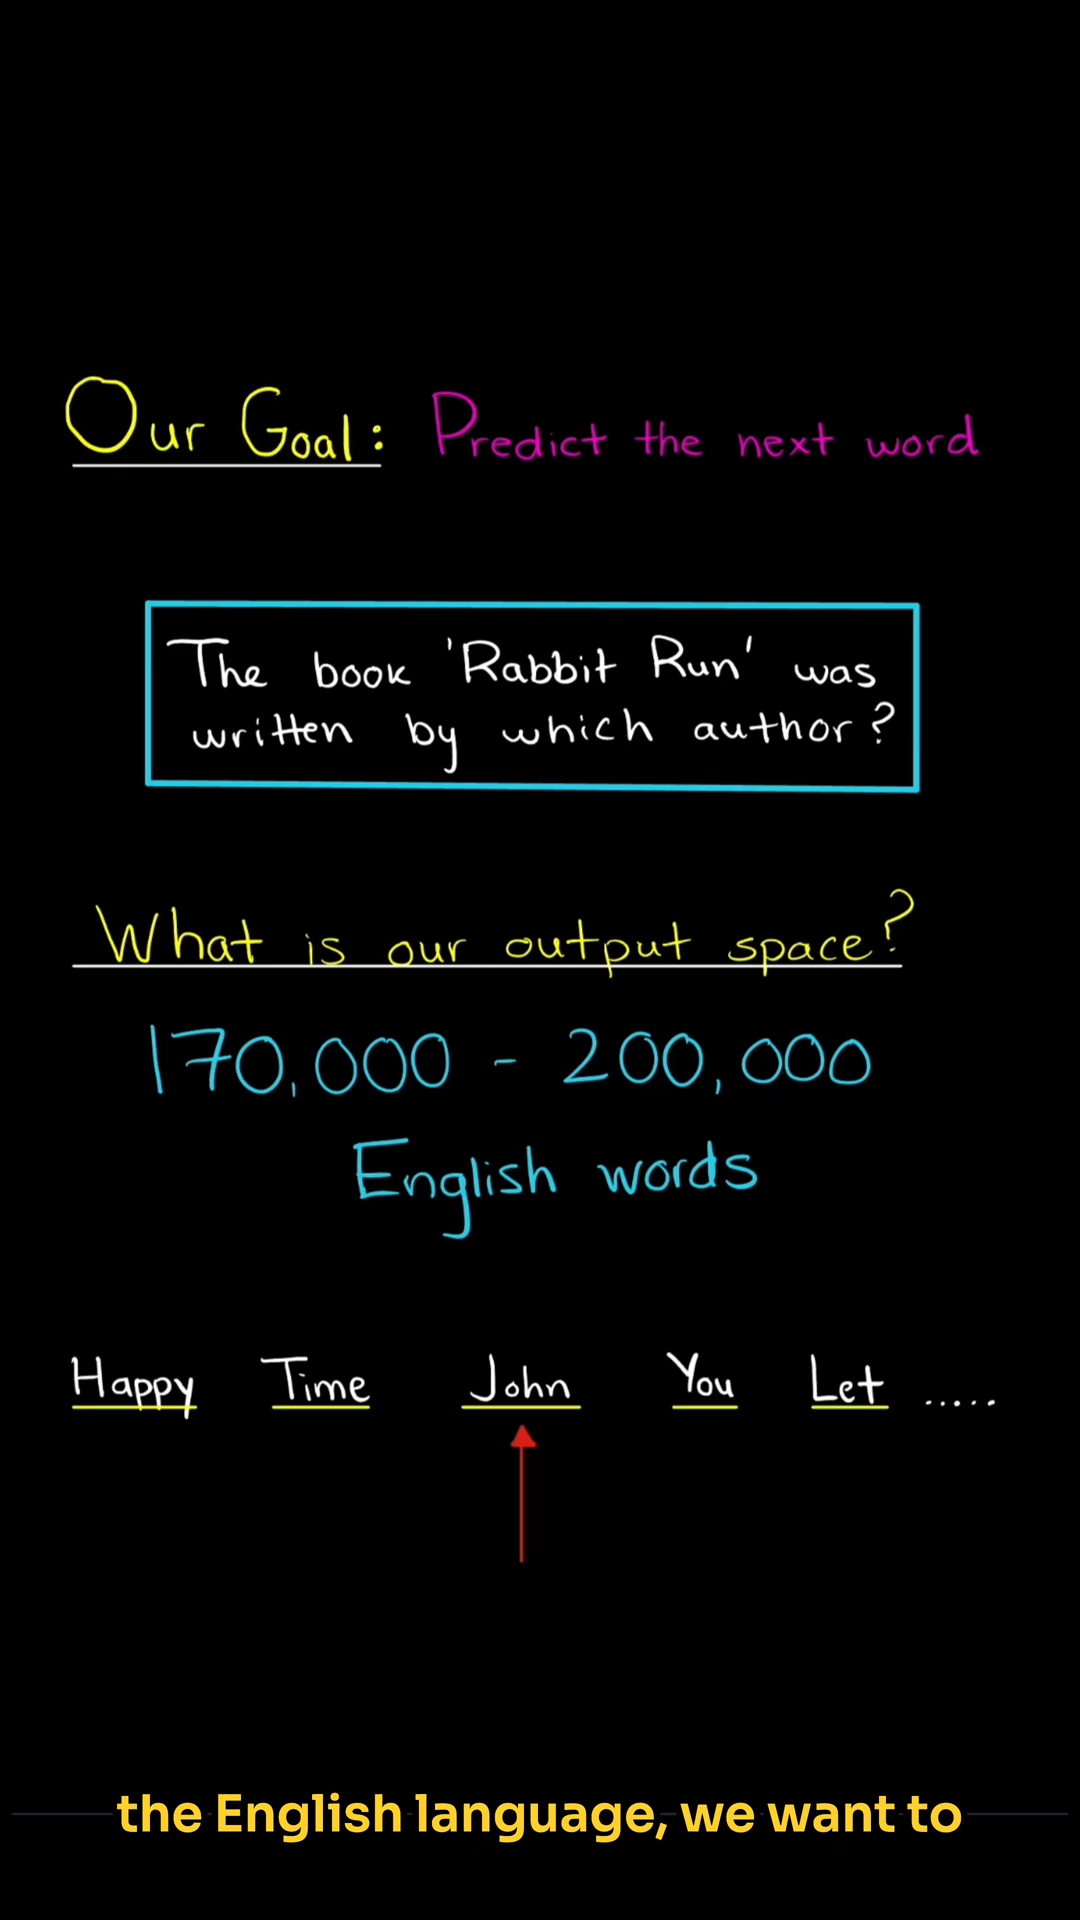 Our Goal: Predict the next word
The book 'Rabbit Run' was
written by which author?
What is our output space?
170,000 - 200,000
English words
Happy Time John You Let .....
the English language, we want to